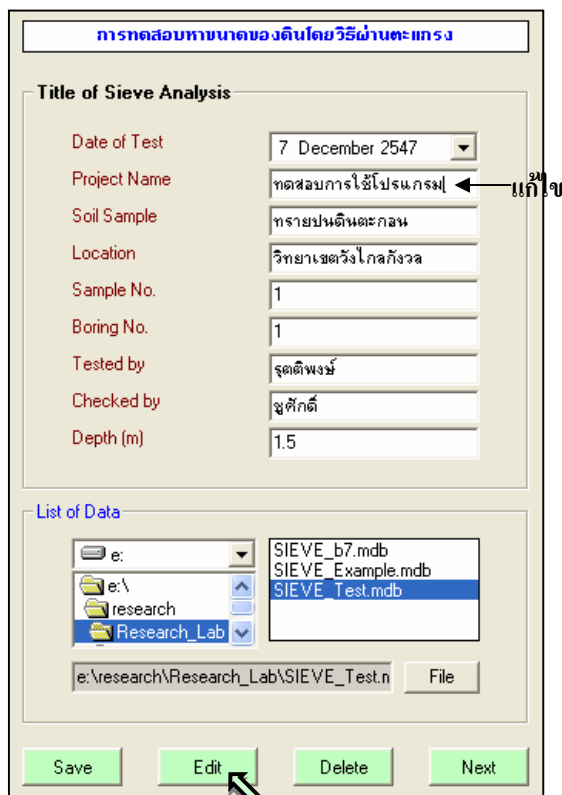 การทดสอบหาขนาดของดินโดยวิธีผ่านตะแกรง
Title of Sieve Analysis
Date of Test 7 December 2547
Project Name ทดสอบการใช้โปรแกรม แก้ไข
Soil Sample ทรายปนดินตะกอน
Location วิทยาเขตวังไกลกังวล
Sample No. 1
Boring No. 1
Tested by รุตติพงษ์
Checked by ชูศักดิ์
Depth (m) 1.5
List of Data
e: SIEVE_b7.mdb
SIEVE_Example.mdb
e:\ SIEVE_Test.mdb
research
Research_Lab
e:\research\Research_Lab\SIEVE_Test.n File
Save Edit Delete Next